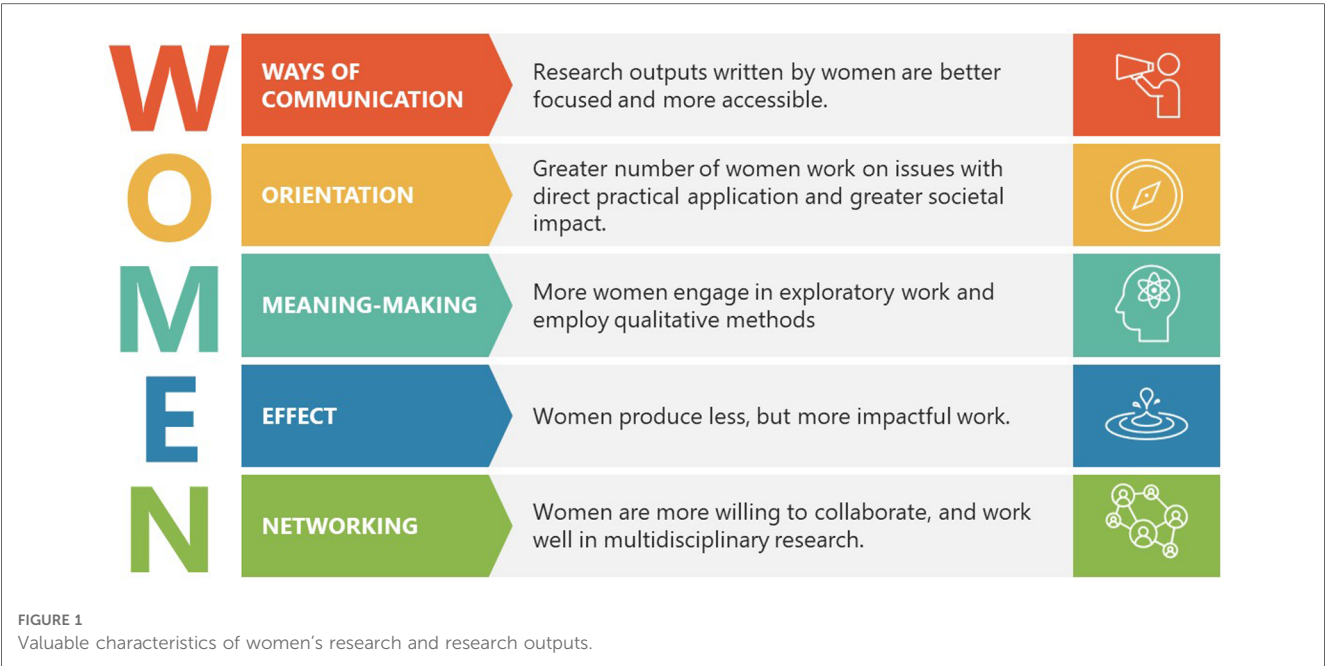 W
WAYS OF
COMMUNICATION
Research outputs written by women are better
focused and more accessible.
O
ORIENTATION
Greater number of women work on issues with
direct practical application and greater societal
impact.
M
MEANING-MAKING
More women engage in exploratory work and
employ qualitative methods
E
EFFECT
Women produce less, but more impactful work.
N
NETWORKING
Women are more willing to collaborate, and work
well in multidisciplinary research.
FIGURE 1
Valuable characteristics of women's research and research outputs.